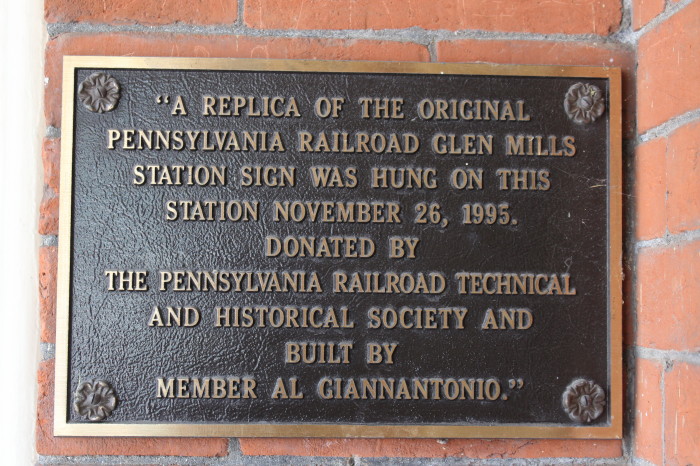 “A REPLICA OF THE ORIGINAL
PENNSYLVANIA RAILROAD GLEN MILLS
STATION SIGN WAS HUNG ON THIS
STATION NOVEMBER 26, 1995.
DONATED BY
THE PENNSYLVANIA RAILROAD TECHNICAL
AND HISTORICAL SOCIETY AND
BUILT BY
MEMBER AL GIANNANTONIO.”